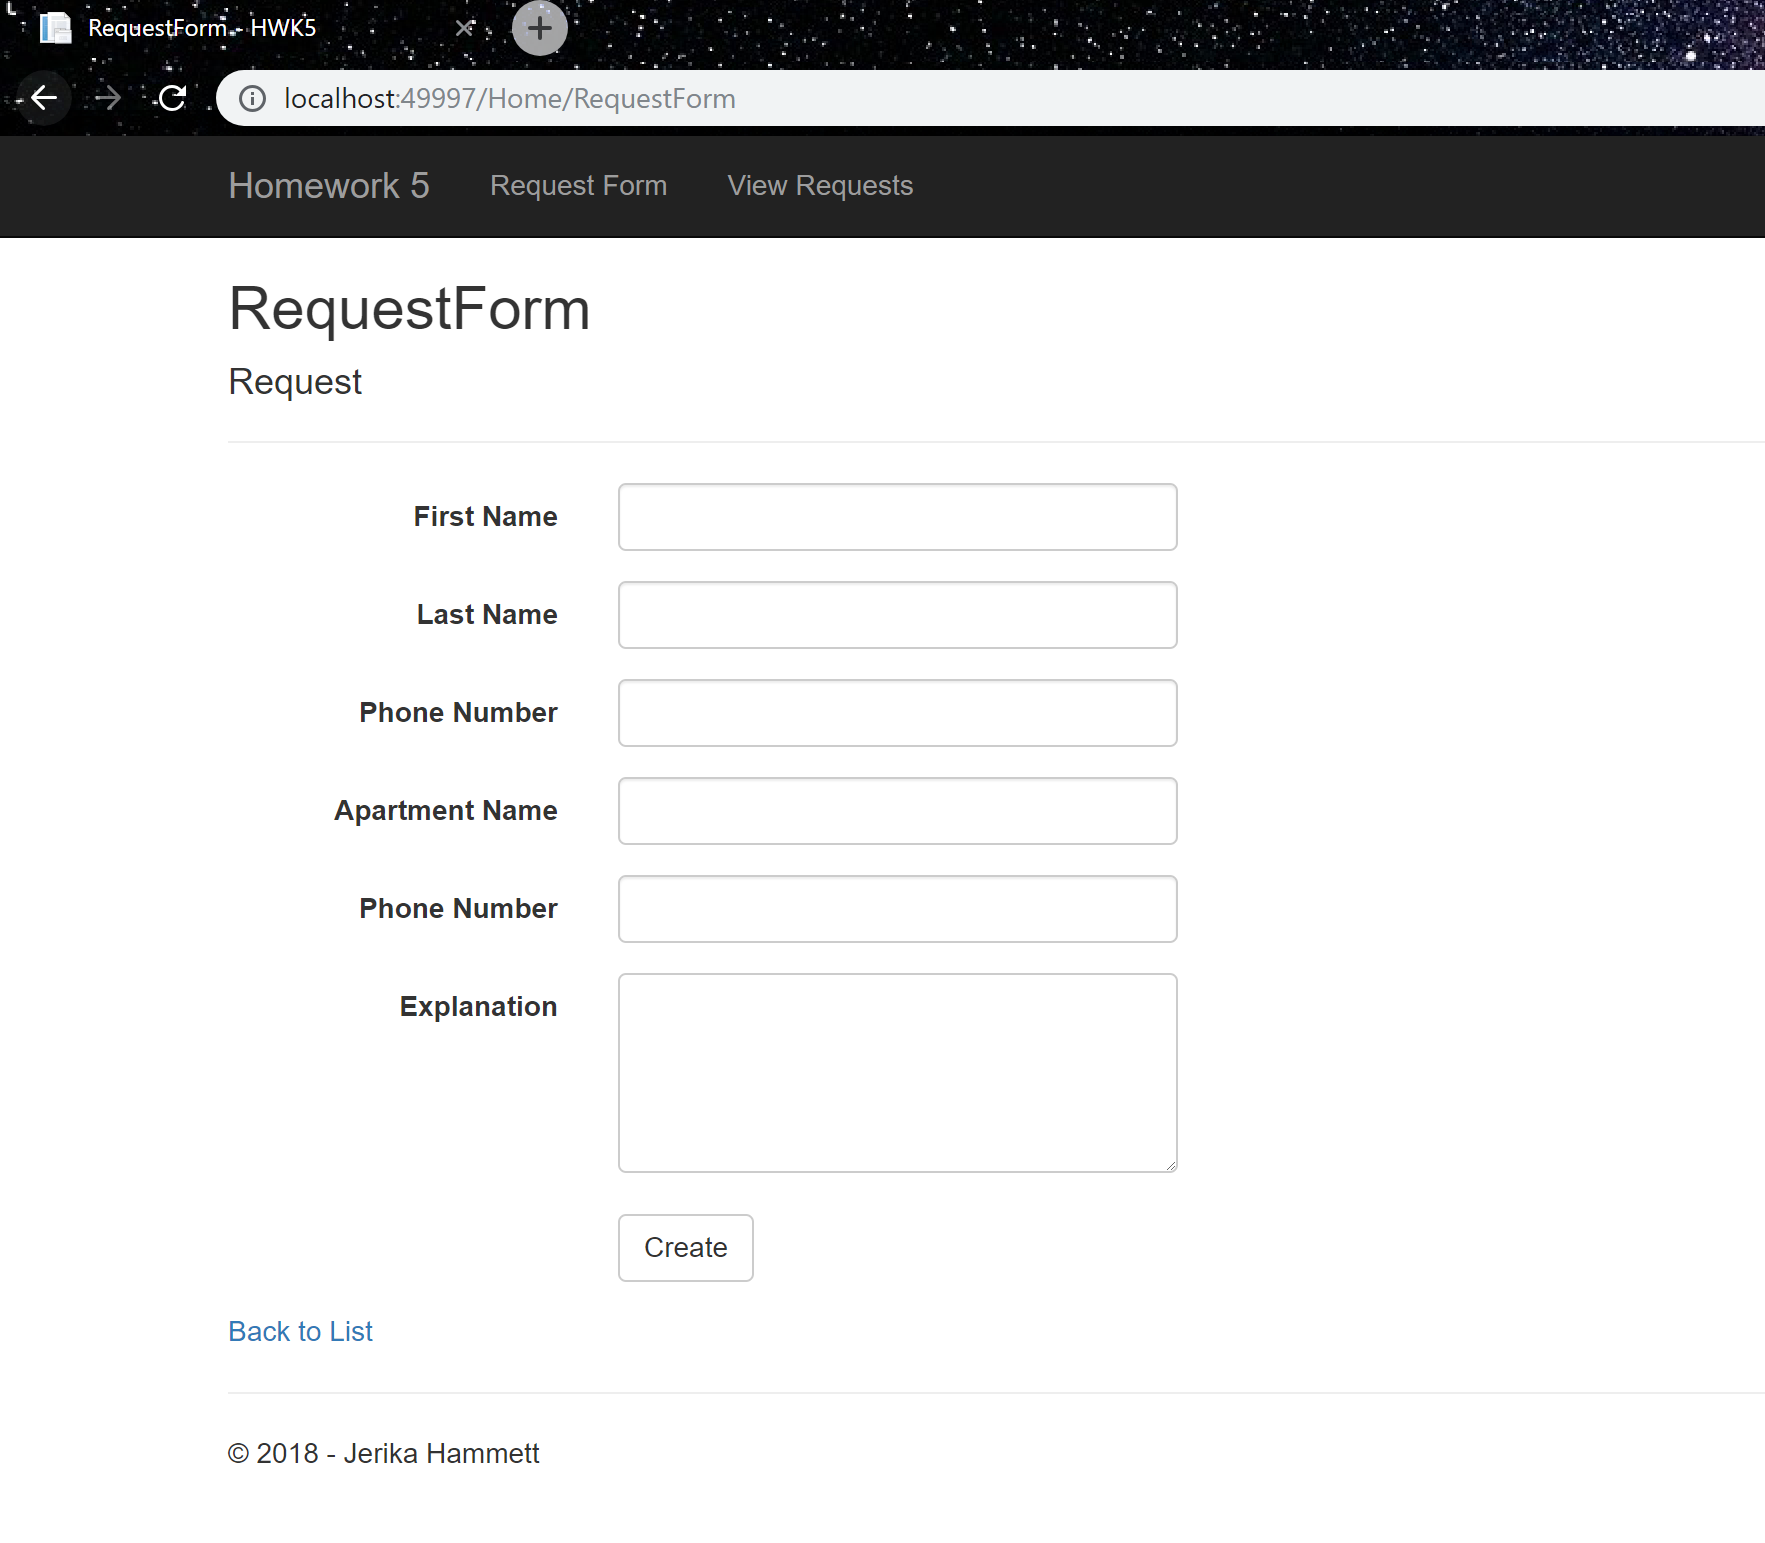 RequestForm - HWK5
localhost:49997/Home/RequestForm
Homework 5 Request Form View Requests
RequestForm
Request
First Name
Last Name
Phone Number
Apartment Name
Phone Number
Explanation
Create
Back to List
© 2018 - Jerika Hammett